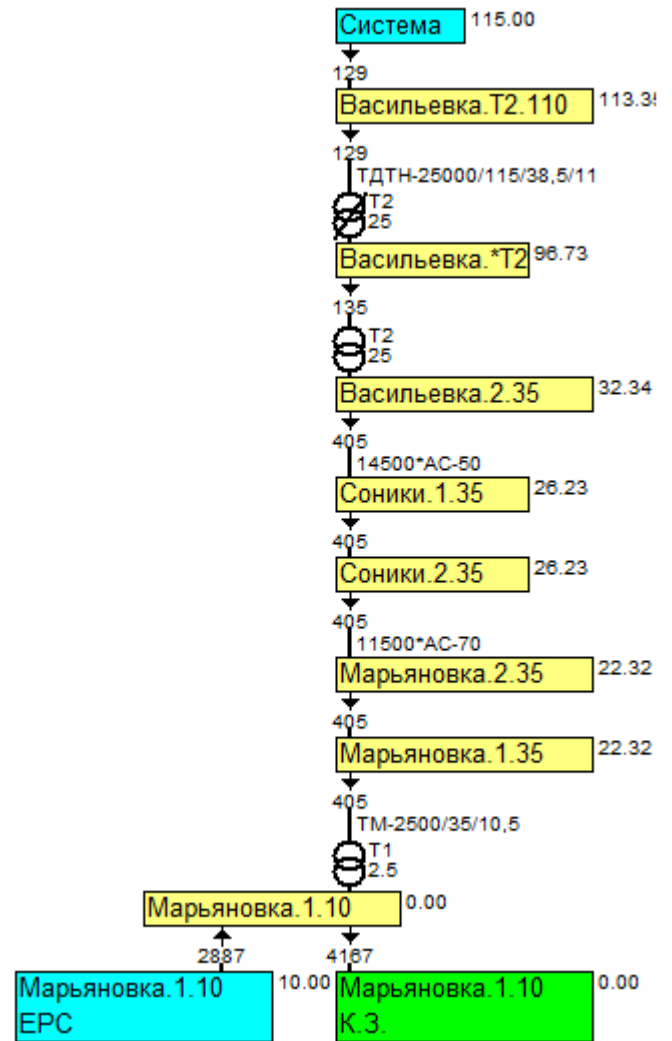 Система 115.00
129
Васильевка.Т2.110 113.35
129
ТДТН-25000/115/38,5/11
Т2
25
Васильевка.*Т2 96.73
135
Т2
25
Васильевка.2.35 32.34
405
14500*АС-50
Соники.1.35 26.23
405
Соники.2.35 26.23
405
11500*АС-70
Марьяновка.2.35 22.32
405
Марьяновка.1.35 22.32
405
ТМ-2500/35/10,5
Т1
2.5
Марьяновка.1.10 0.00
2887 4167
Марьяновка.1.10 10.00 Марьяновка.1.10 0.00
ЕРС К.З.